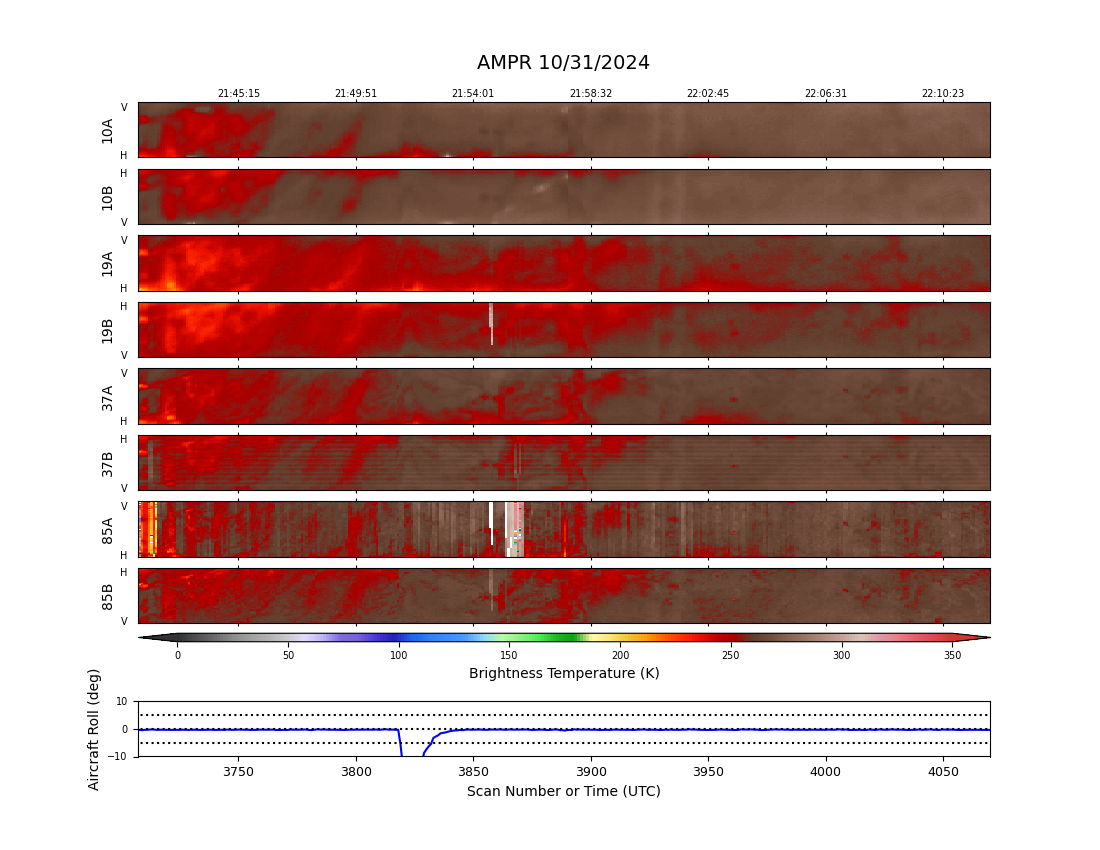 AMPR 10/31/2024
21:45:15 21:49:51 21:54:01 21:58:32 22:02:45 22:06:31 22:10:23
V
10A
H
H
10B
V
V
19A
H
H
19B
V
V
37A
H
H
37B
V
V
85A
H
H
85B
V
0 50 100 150 200 250 300 350
Brightness Temperature (K)
Aircraft Roll (deg)
10
0
−10
3750 3800 3850 3900 3950 4000 4050
Scan Number or Time (UTC)